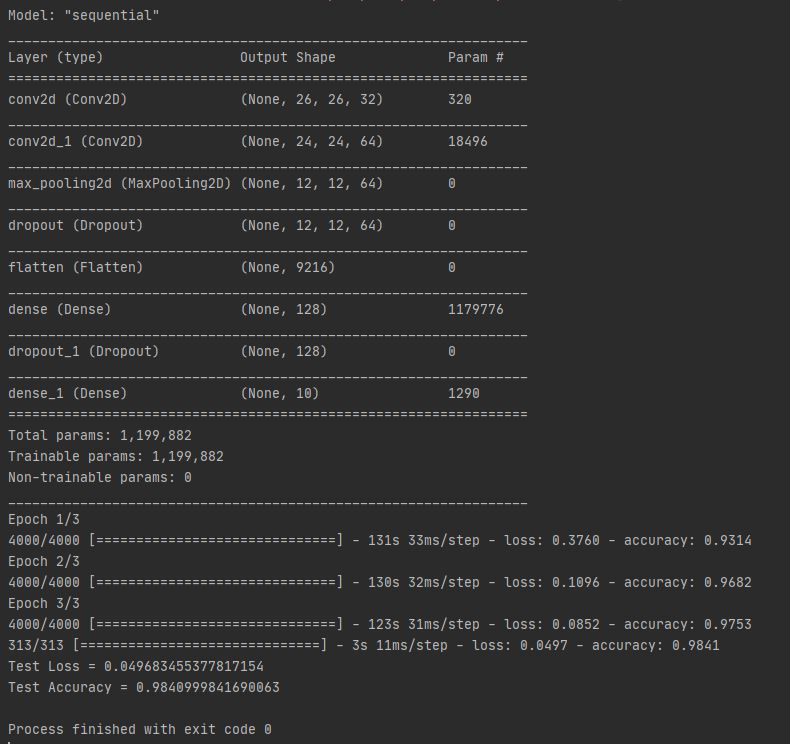 Model: "sequential"
_________________________________________________________________
Layer (type)                 Output Shape              Param #
=================================================================
conv2d (Conv2D)              (None, 26, 26, 32)        320
_________________________________________________________________
conv2d_1 (Conv2D)            (None, 24, 24, 64)        18496
_________________________________________________________________
max_pooling2d (MaxPooling2D) (None, 12, 12, 64)        0
_________________________________________________________________
dropout (Dropout)            (None, 12, 12, 64)        0
_________________________________________________________________
flatten (Flatten)            (None, 9216)              0
_________________________________________________________________
dense (Dense)                (None, 128)               1179776
_________________________________________________________________
dropout_1 (Dropout)          (None, 128)               0
_________________________________________________________________
dense_1 (Dense)              (None, 10)                1290
=================================================================
Total params: 1,199,882
Trainable params: 1,199,882
Non-trainable params: 0
_________________________________________________________________
Epoch 1/3
4000/4000 [==============================] - 131s 33ms/step - loss: 0.3760 - accuracy: 0.9314
Epoch 2/3
4000/4000 [==============================] - 130s 32ms/step - loss: 0.1096 - accuracy: 0.9682
Epoch 3/3
4000/4000 [==============================] - 123s 31ms/step - loss: 0.0852 - accuracy: 0.9753
313/313 [==============================] - 3s 11ms/step - loss: 0.0497 - accuracy: 0.9841
Test Loss = 0.049683455377817154
Test Accuracy = 0.9840999841690063

Process finished with exit code 0